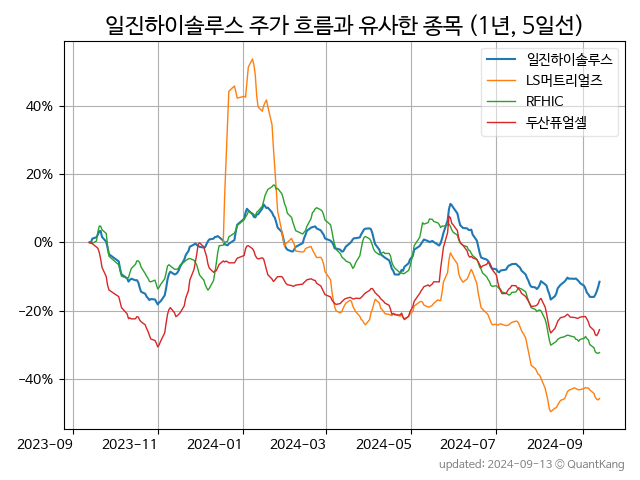 일진하이솔루스 주가 흐름과 유사한 종목 (1년, 5일선)
일진하이솔루스
LS머트리얼즈
RFHIC
두산퓨얼셀
40%
20%
0%
−20%
−40%
2023-09
2023-11
2024-01
2024-03
2024-05
2024-07
2024-09
updated: 2024-09-13 © QuantKang